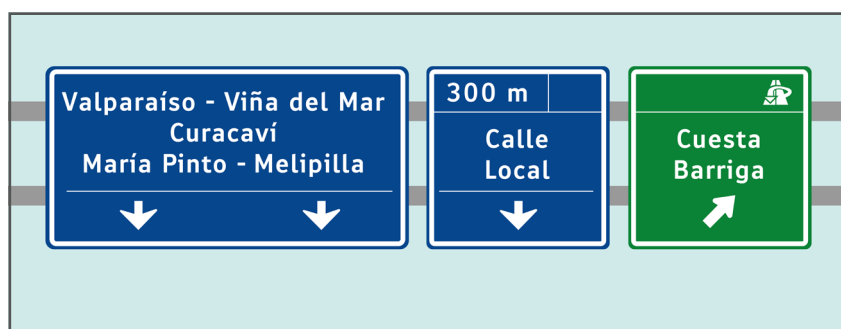 Valparaíso - Viña del Mar
Curacaví
María Pinto - Melipilla
300 m
Calle
Local
Cuesta
Barriga